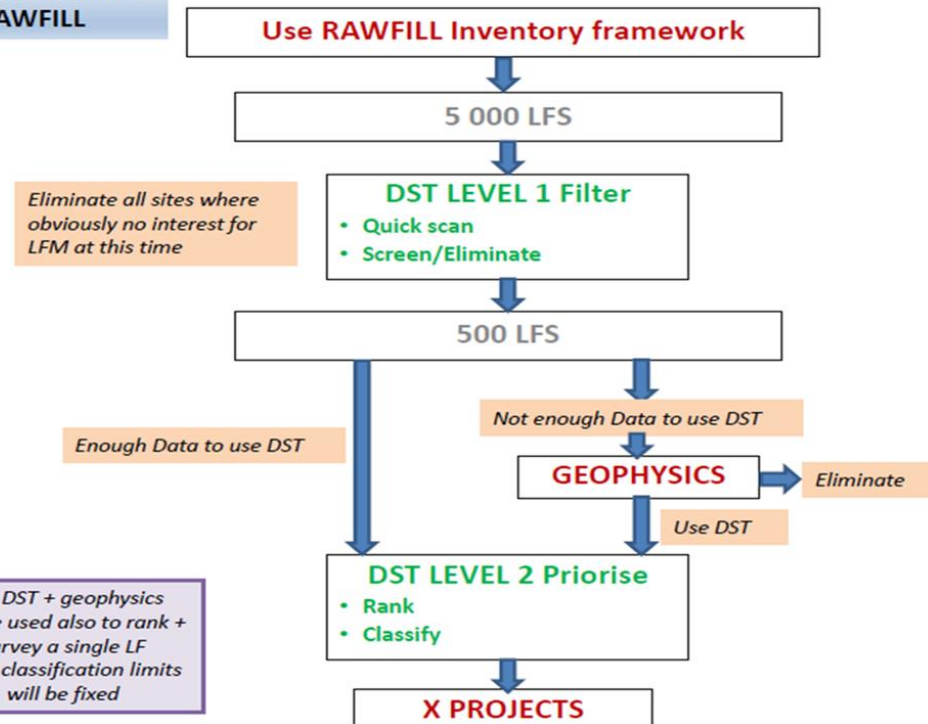 AWFILL
Use RAWFILL Inventory framework
5 000 LFS
Eliminate all sites where
obviously no interest for
LFM at this time
DST LEVEL 1 Filter
• Quick scan
• Screen/Eliminate
500 LFS
Enough Data to use DST
Not enough Data to use DST
GEOPHYSICS
Eliminate
Use DST
DST LEVEL 2 Priorise
• Rank
• Classify
DST + geophysics
used also to rank +
a single LF
classification limits
will be fixed
X PROJECTS